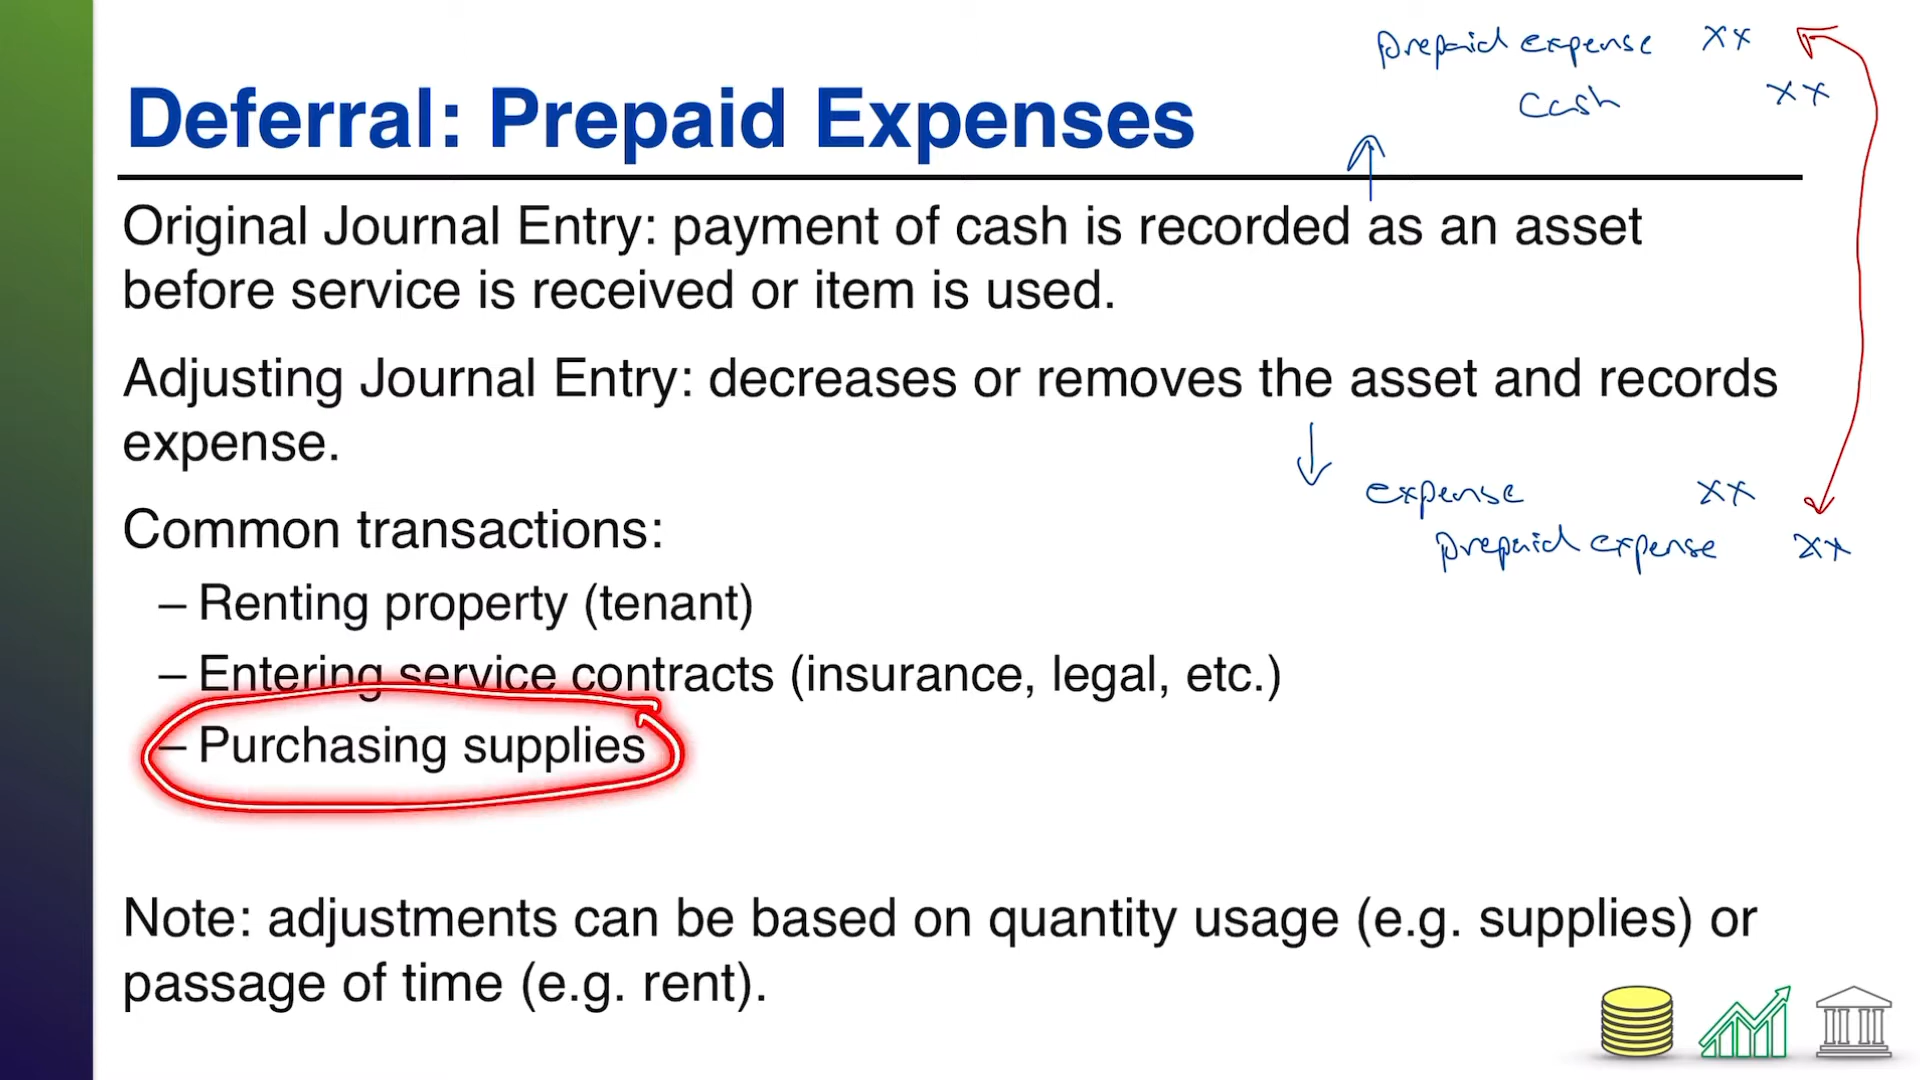 prepaid expense xx
Cash xx
Deferral: Prepaid Expenses
Original Journal Entry: payment of cash is recorded as an asset
before service is received or item is used.
Adjusting Journal Entry: decreases or removes the asset and records
expense.
expense xx
prepaid expense xx
Common transactions:
– Renting property (tenant)
– Entering service contracts (insurance, legal, etc.)
– Purchasing supplies
Note: adjustments can be based on quantity usage (e.g. supplies) or
passage of time (e.g. rent).